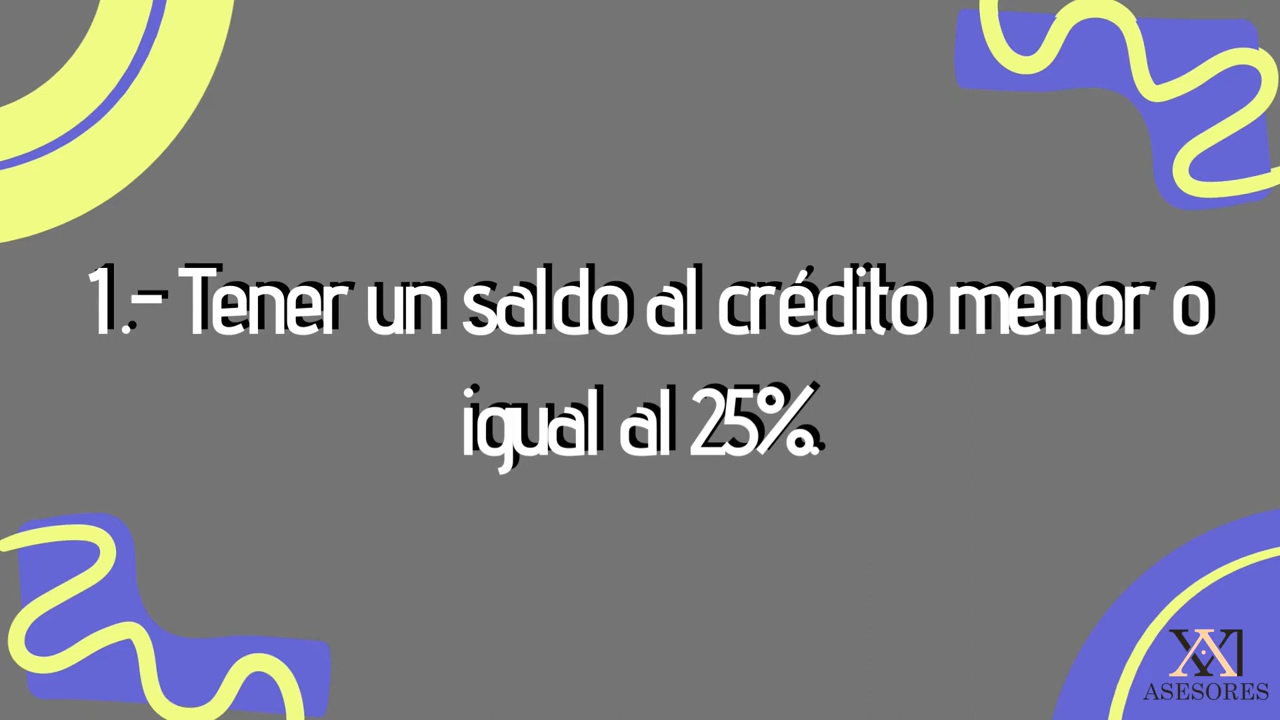 1.- Tener un saldo al crédito menor o
igual al 25%.
ASESORES